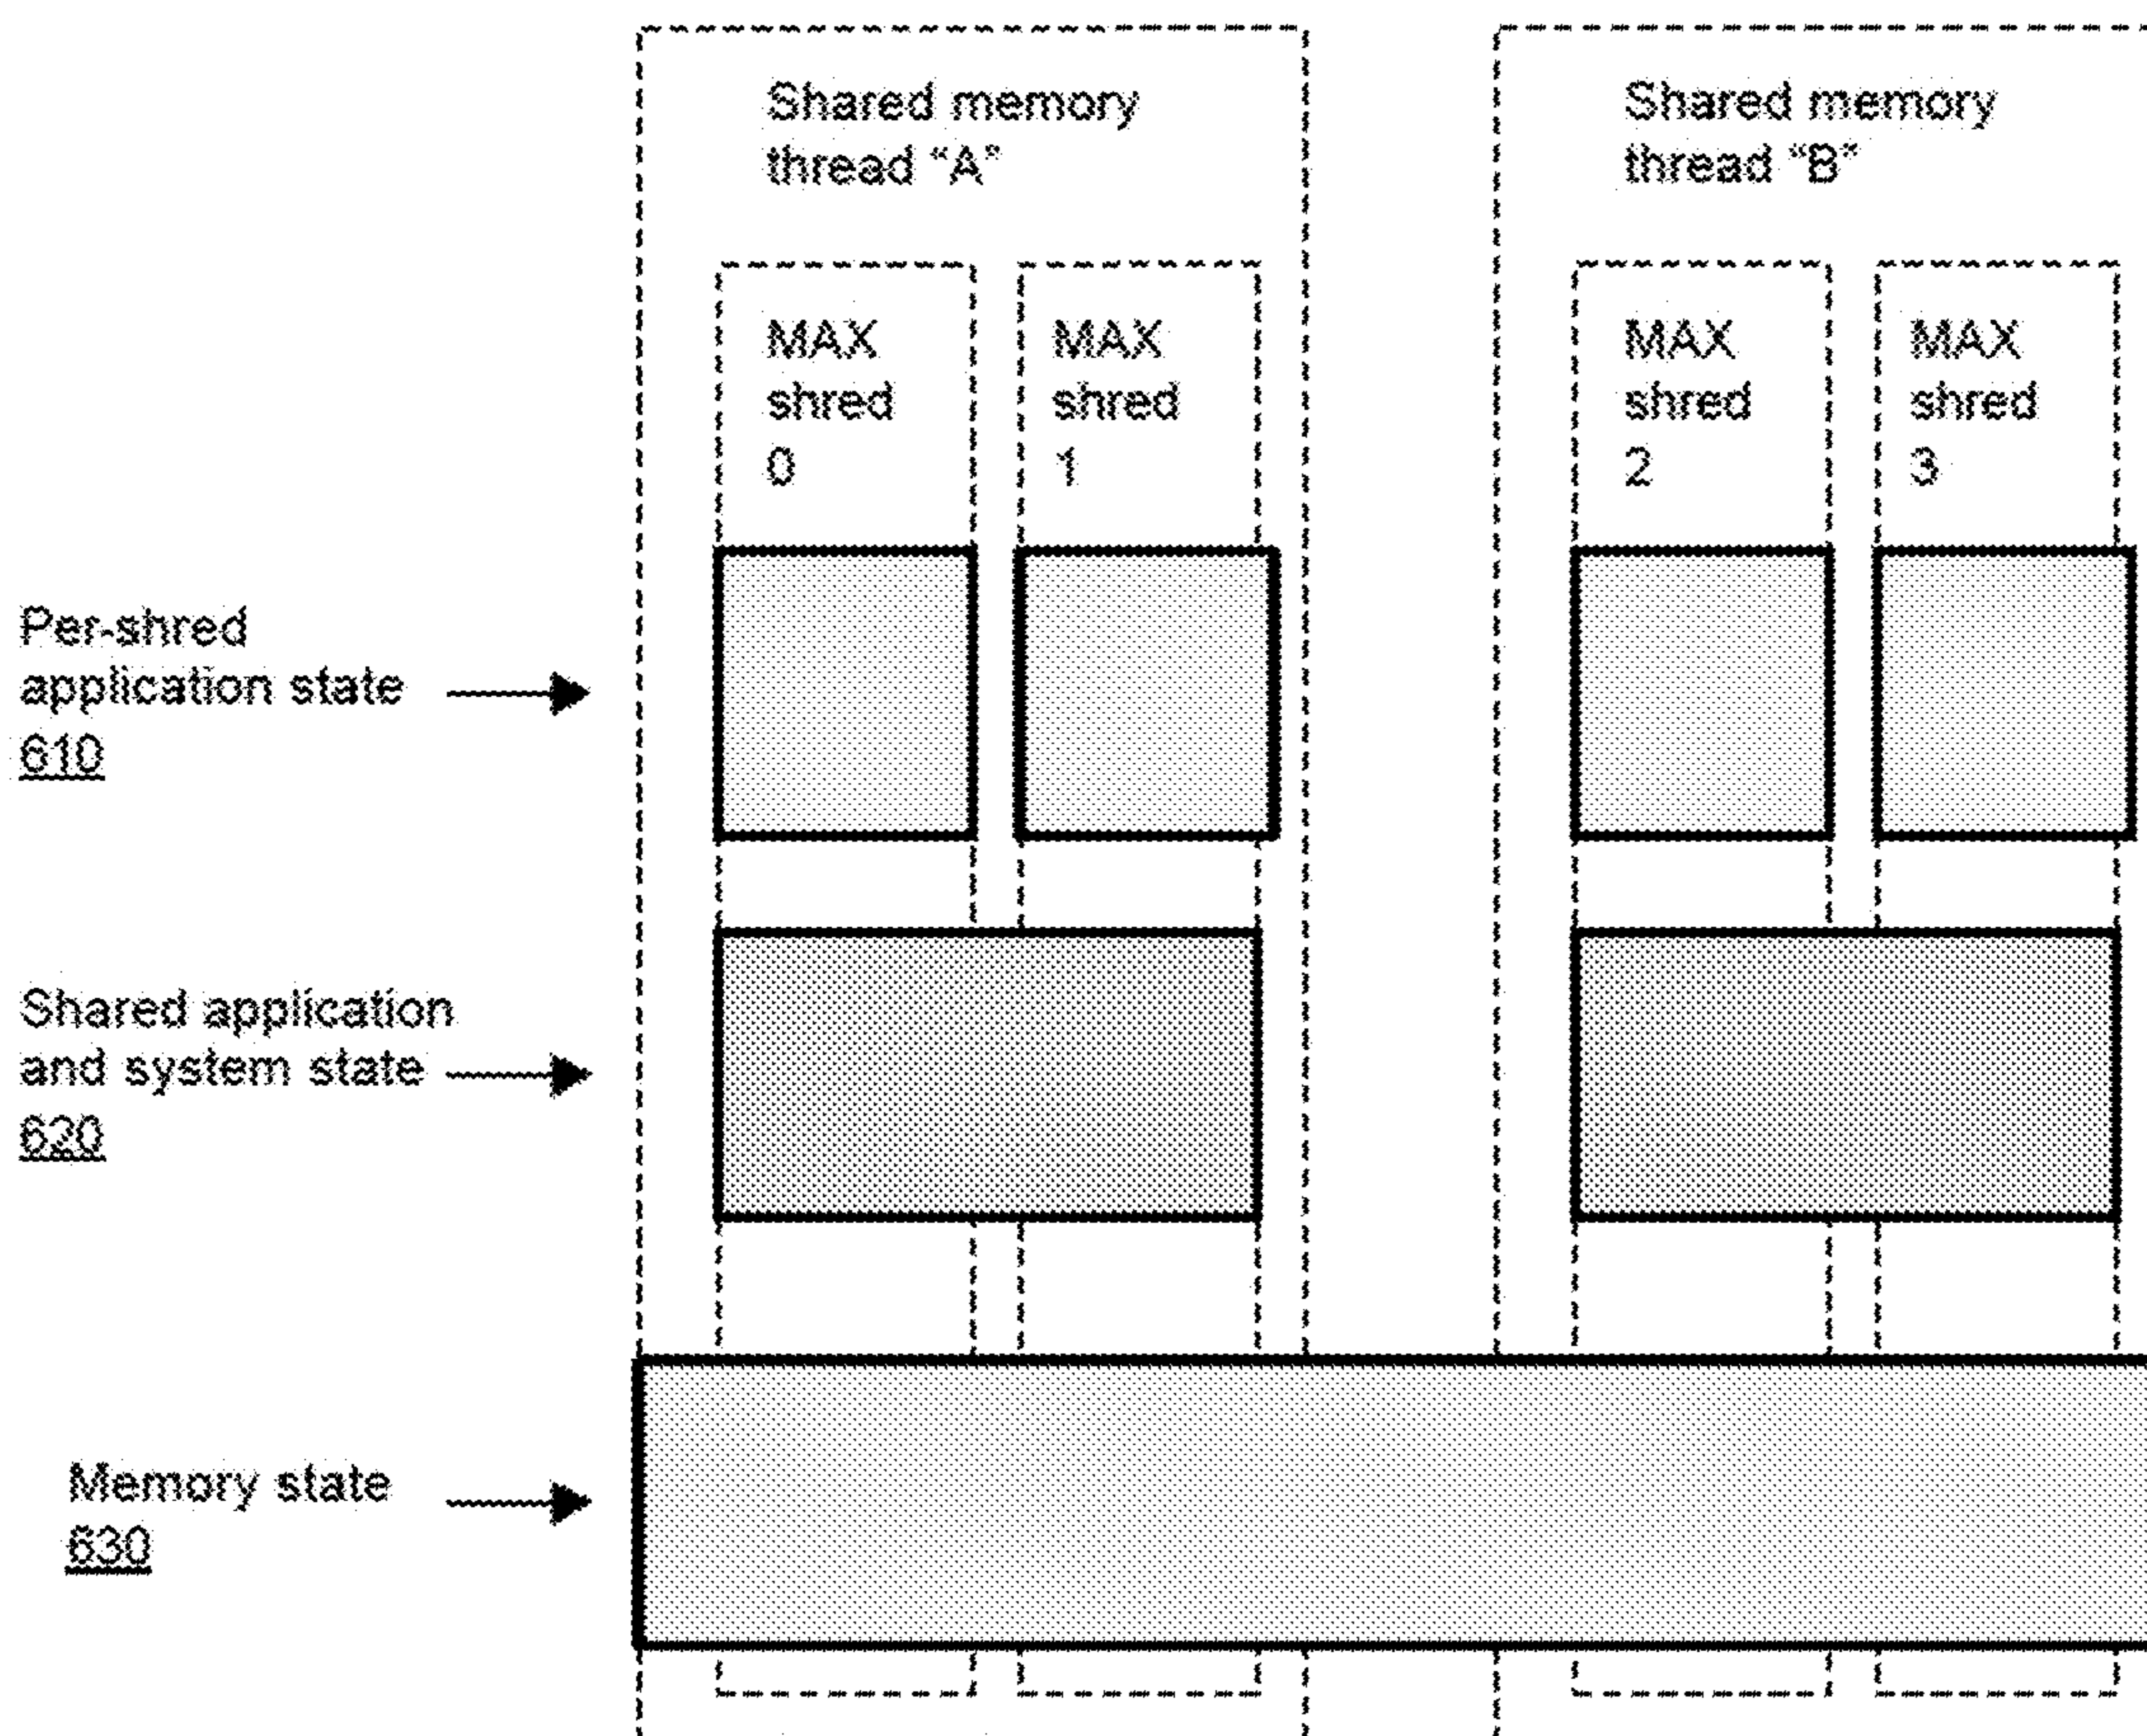 Shared memory
thread “A”
Shared memory
thread “B”
MAX
shred
0
MAX
shred
1
MAX
shred
2
MAX
shred
3
Per-shred
application state
610
Shared application
and system state
620
Memory state
630